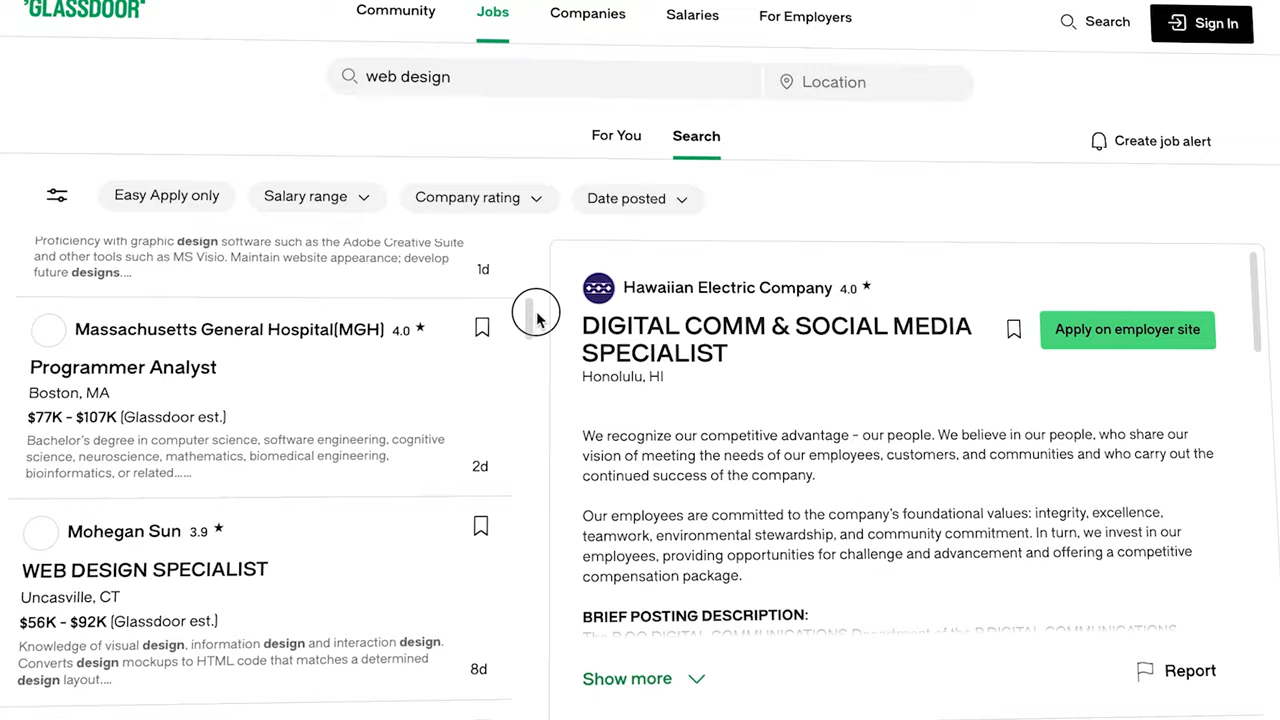 "GLASSDOOR"
Community
Jobs
Companies
Salaries
For Employers
Search
Sign In
web design
Location
For You
Search
Create job alert
Easy Apply only
Salary range
Company rating
Date posted
Proficiency with graphic design software such as the Adobe Creative Suite
and other tools such as MS Visio. Maintain website appearance; develop
future designs....
1d
Massachusetts General Hospital(MGH) 4.0 ★
Programmer Analyst
Boston, MA
$77K - $107K (Glassdoor est.)
Bachelor's degree in computer science, software engineering, cognitive
science, neuroscience, mathematics, biomedical engineering,
bioinformatics, or related......
2d
Mohegan Sun 3.9 ★
WEB DESIGN SPECIALIST
Uncasville, CT
$56K - $92K (Glassdoor est.)
Knowledge of visual design, information design and interaction design.
Converts design mockups to HTML code that matches a determined
design layout....
8d
Hawaiian Electric Company 4.0 ★
DIGITAL COMM & SOCIAL MEDIA
SPECIALIST
Honolulu, HI
Apply on employer site
We recognize our competitive advantage - our people. We believe in our people, who share our
vision of meeting the needs of our employees, customers, and communities and who carry out the
continued success of the company.
Our employees are committed to the company's foundational values: integrity, excellence,
teamwork, environmental stewardship, and community commitment. In turn, we invest in our
employees, providing opportunities for challenge and advancement and offering a competitive
compensation package.
BRIEF POSTING DESCRIPTION:
Show more
Report